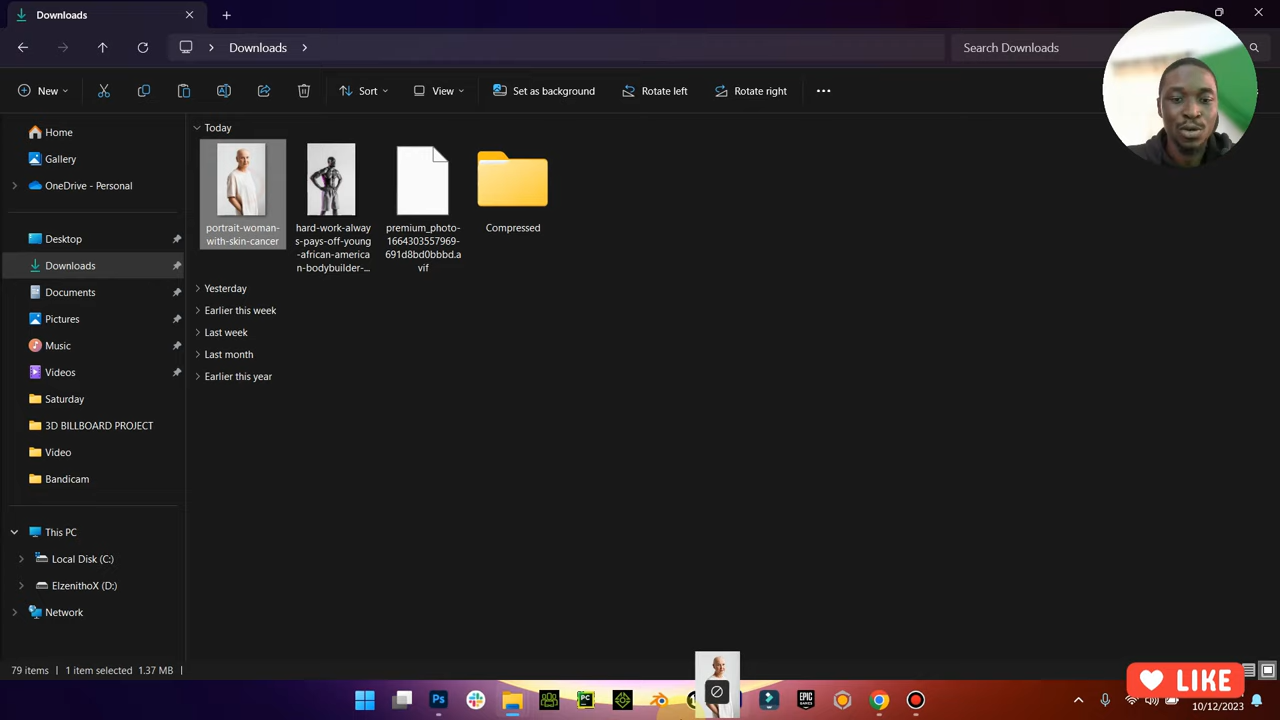 Downloads
Downloads
Search Downloads
New
Sort
View
Set as background
Rotate left
Rotate right
Home
Gallery
OneDrive - Personal
Desktop
Downloads
Documents
Pictures
Music
Videos
Saturday
3D BILLBOARD PROJECT
Video
Bandicam
This PC
Local Disk (C:)
ElzenithoX (D:)
Network
Today
portrait-woman-
with-skin-cancer
hard-work-alway
s-pays-off-young
-african-america
n-bodybuilder-...
premium_photo-
1664303557969-
691d8bd0bbbd.a
vif
Compressed
Yesterday
Earlier this week
Last week
Last month
Earlier this year
79 items
1 item selected 1.37 MB
LIKE
Ps
PC
EPIC
GAMES
10/12/2023